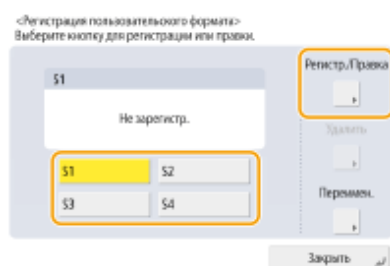 <Регистрация пользовательского формата>
Выберите кнопку для регистрации или правки.
S1
Не зарегистр.
S1
S2
S3
S4
Регистр./Правка
Удалить
Переимен.
Закрыть